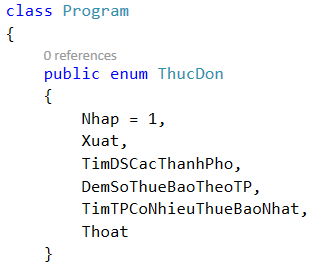 class Program
{
0 references
public enum ThucDon
{
Nhap = 1,
Xuat,
TimDSCacThanhPho,
DemSoThueBaoTheoTP,
TimTPCoNhieuThueBaoNhat,
Thoat
}